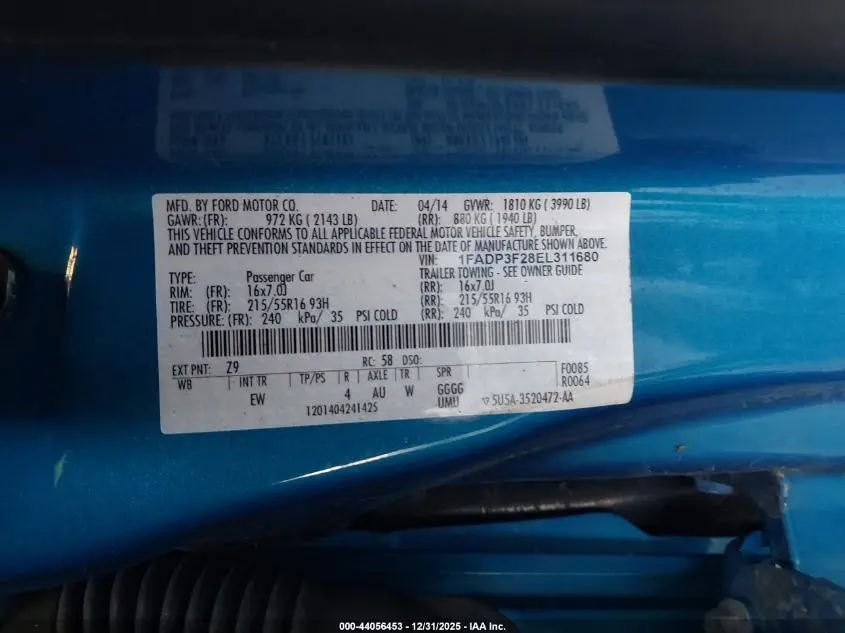 MFD. BY FORD MOTOR CO. DATE: 04/14 GVWR: 1810 KG ( 3990 LB)
GAWR: (FR): 972 KG ( 2143 LB) (RR): 880 KG ( 1940 LB)
THIS VEHICLE CONFORMS TO ALL APPLICABLE FEDERAL MOTOR VEHICLE SAFETY, BUMPER,
AND THEFT PREVENTION STANDARDS IN EFFECT ON THE DATE OF MANUFACTURE SHOWN ABOVE.
VIN: 1FADP3F28EL311680
TYPE: Passenger Car TRAILER TOWING - SEE OWNER GUIDE
RIM: (FR): 16x7.0J (RR): 16x7.0J
TIRE: (FR): 215/55R16 93H (RR): 215/55R16 93H
PRESSURE: (FR): 240 kPa/ 35 PSI COLD (RR): 240 kPa/ 35 PSI COLD
EXT PNT: Z9 RC: 58 DSO: F0085
WB INT TR TP/PS R AXLE TR SPR R0064
EW 4 AU W GGGG
UMU
1201404241425 ▽5U5A-3520472-AA
000-44056453 - 12/31/2025 - IAA Inc.